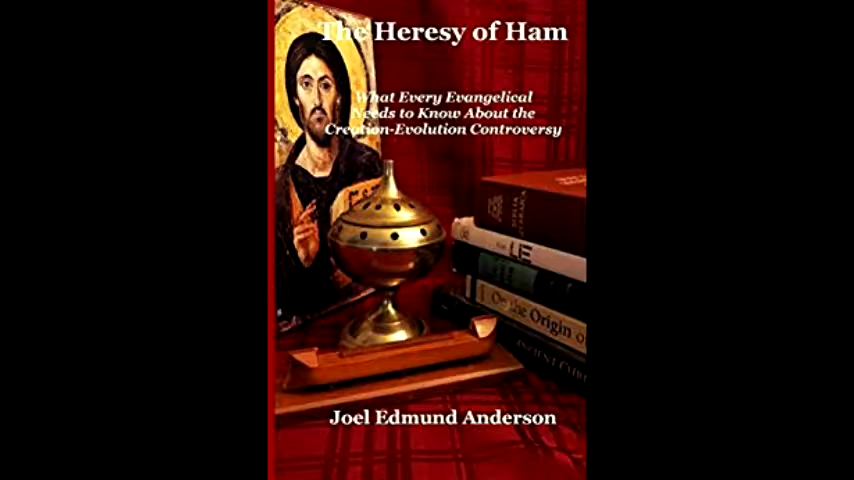 The Heresy of Ham
What Every Evangelical
Needs to Know About the
Creation-Evolution Controversy
BIBLIA
On the Origin o
Joel Edmund Anderson